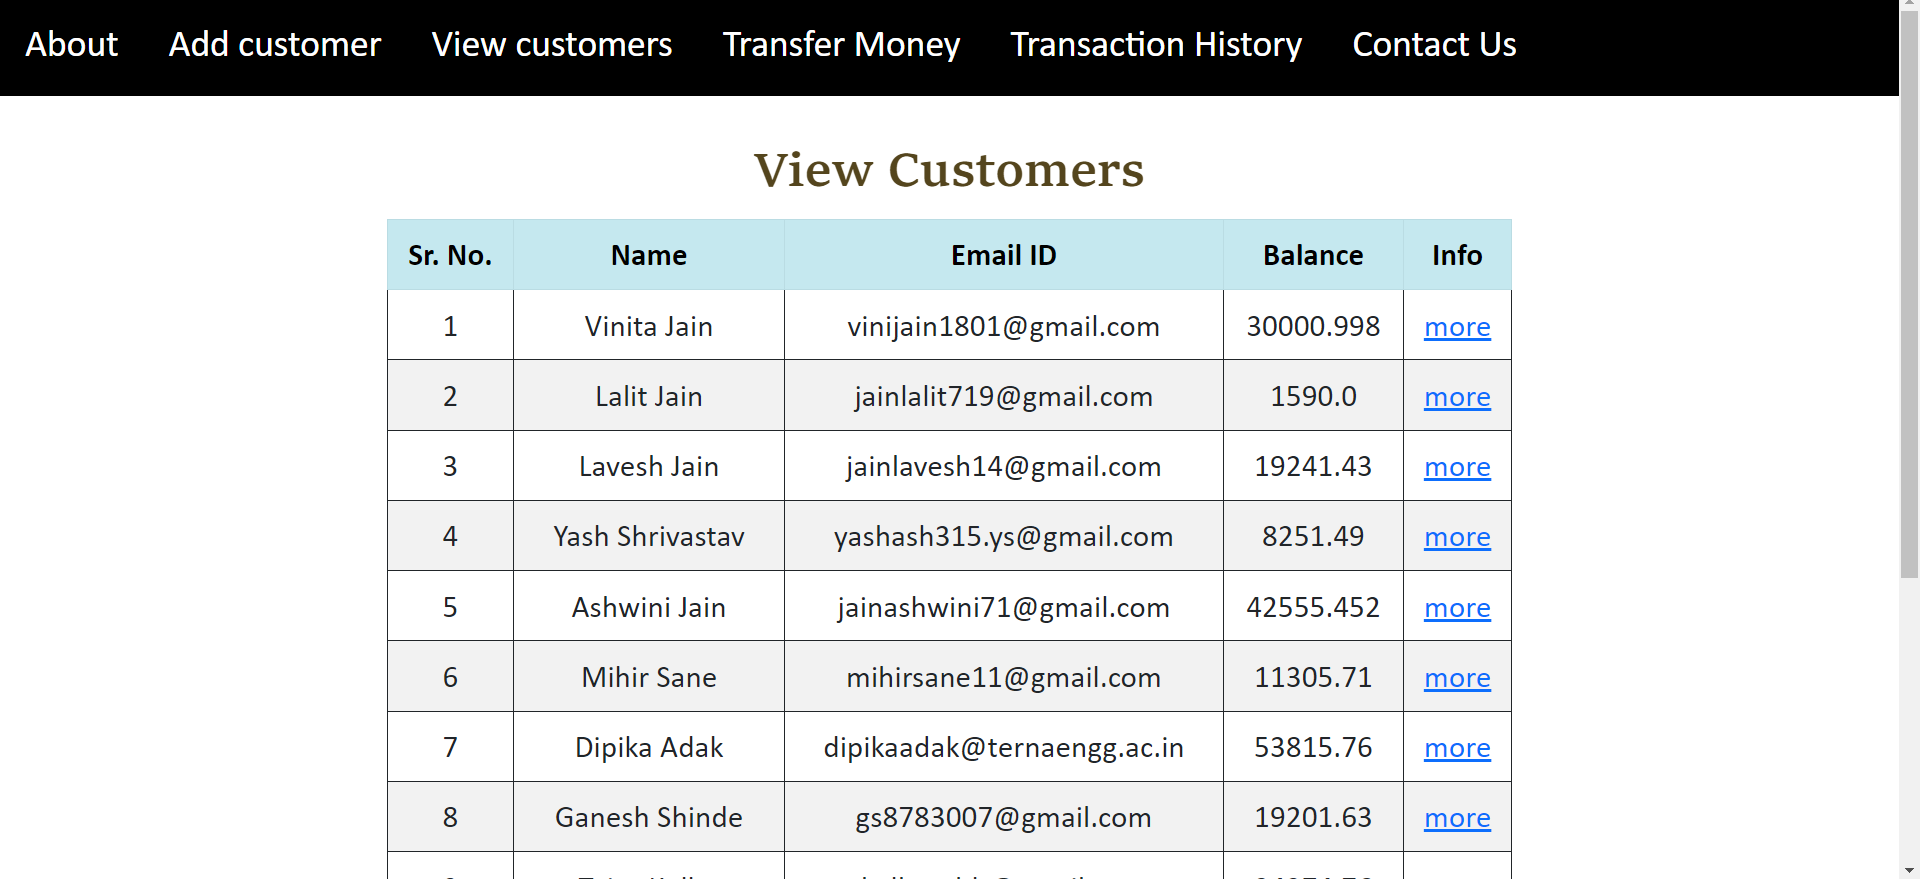 About Add customer View customers Transfer Money Transaction History Contact Us
View Customers
Sr. No. Name Email ID Balance Info
1 Vinita Jain vinijain1801@gmail.com 30000.998 more
2 Lalit Jain jainlalit719@gmail.com 1590.0 more
3 Lavesh Jain jainlavesh14@gmail.com 19241.43 more
4 Yash Shrivastav yashash315.ys@gmail.com 8251.49 more
5 Ashwini Jain jainashwini71@gmail.com 42555.452 more
6 Mihir Sane mihirsane11@gmail.com 11305.71 more
7 Dipika Adak dipikaadak@ternaengg.ac.in 53815.76 more
8 Ganesh Shinde gs8783007@gmail.com 19201.63 more